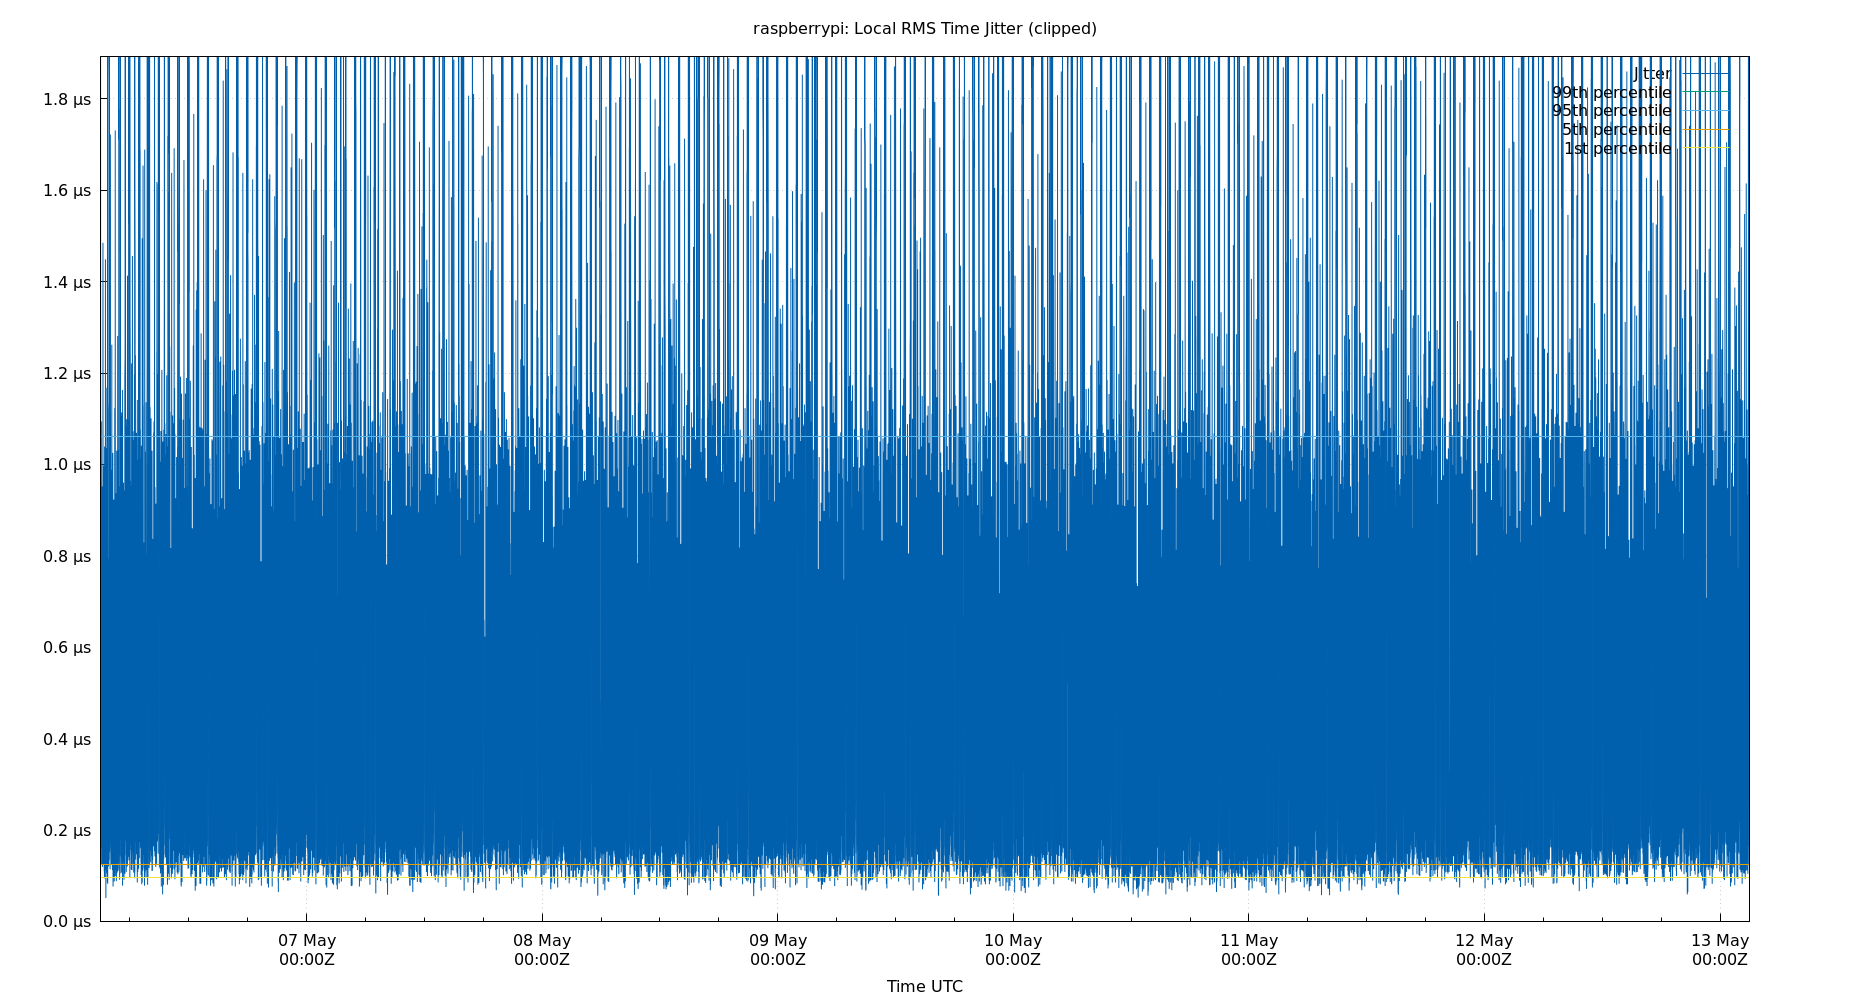 raspberrypi: Local RMS Time Jitter (clipped)
Jitter
99th percentile
95th percentile
5th percentile
1st percentile
1.8 µs
1.6 µs
1.4 µs
1.2 µs
1.0 µs
0.8 µs
0.6 µs
0.4 µs
0.2 µs
0.0 µs
07 May 08 May 09 May 10 May 11 May 12 May 13 May
00:00Z 00:00Z 00:00Z 00:00Z 00:00Z 00:00Z 00:00Z
Time UTC